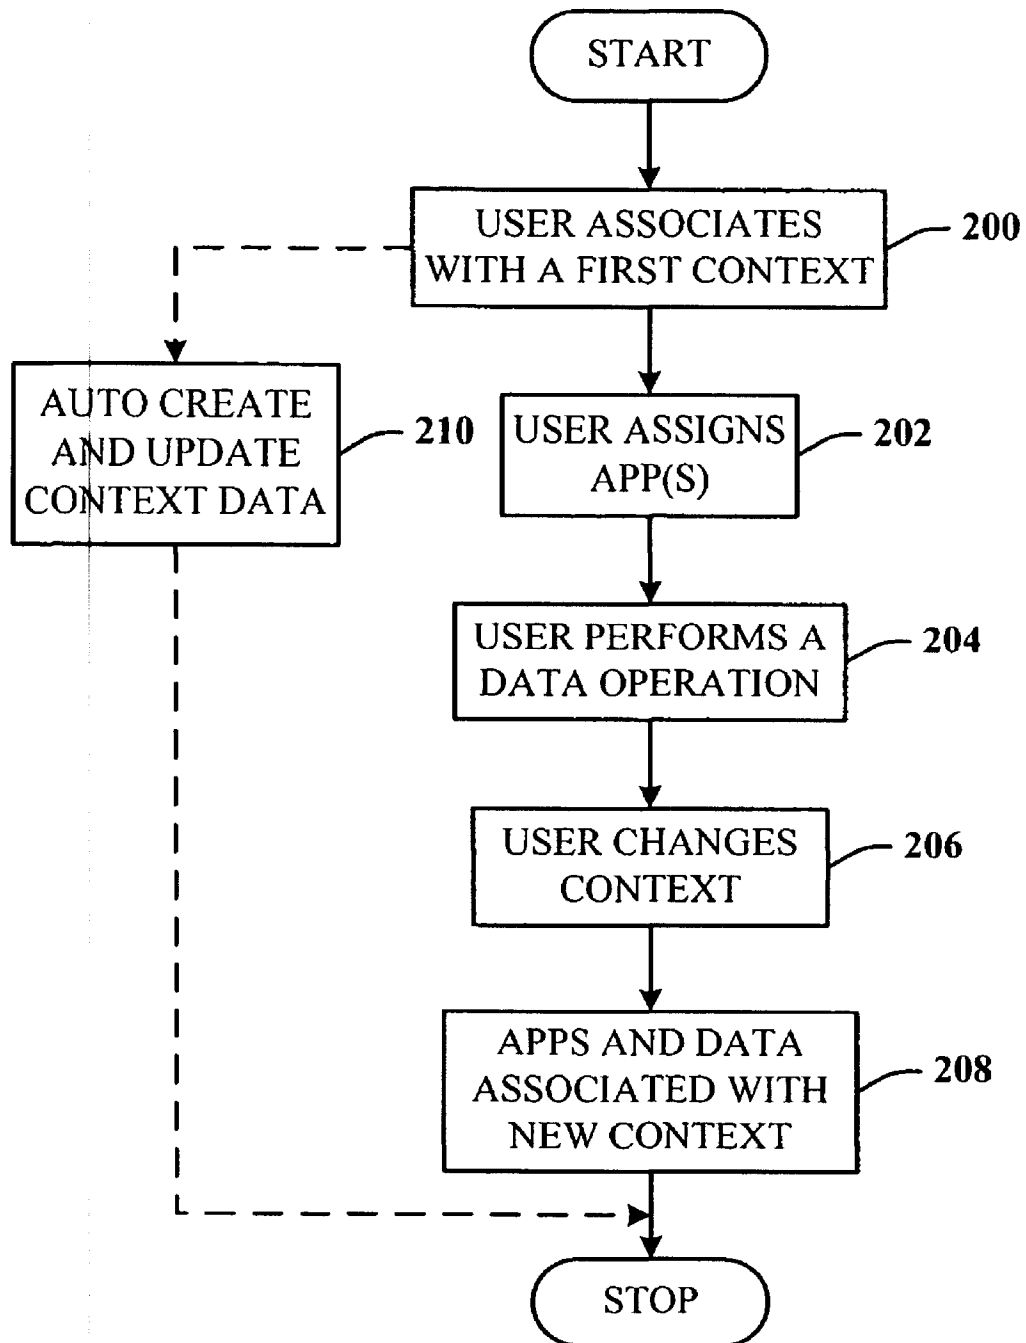 START
USER ASSOCIATES
WITH A FIRST CONTEXT
200
AUTO CREATE
AND UPDATE
CONTEXT DATA
210
USER ASSIGNS
APP(S)
202
USER PERFORMS A
DATA OPERATION
204
USER CHANGES
CONTEXT
206
APPS AND DATA
ASSOCIATED WITH
NEW CONTEXT
208
STOP